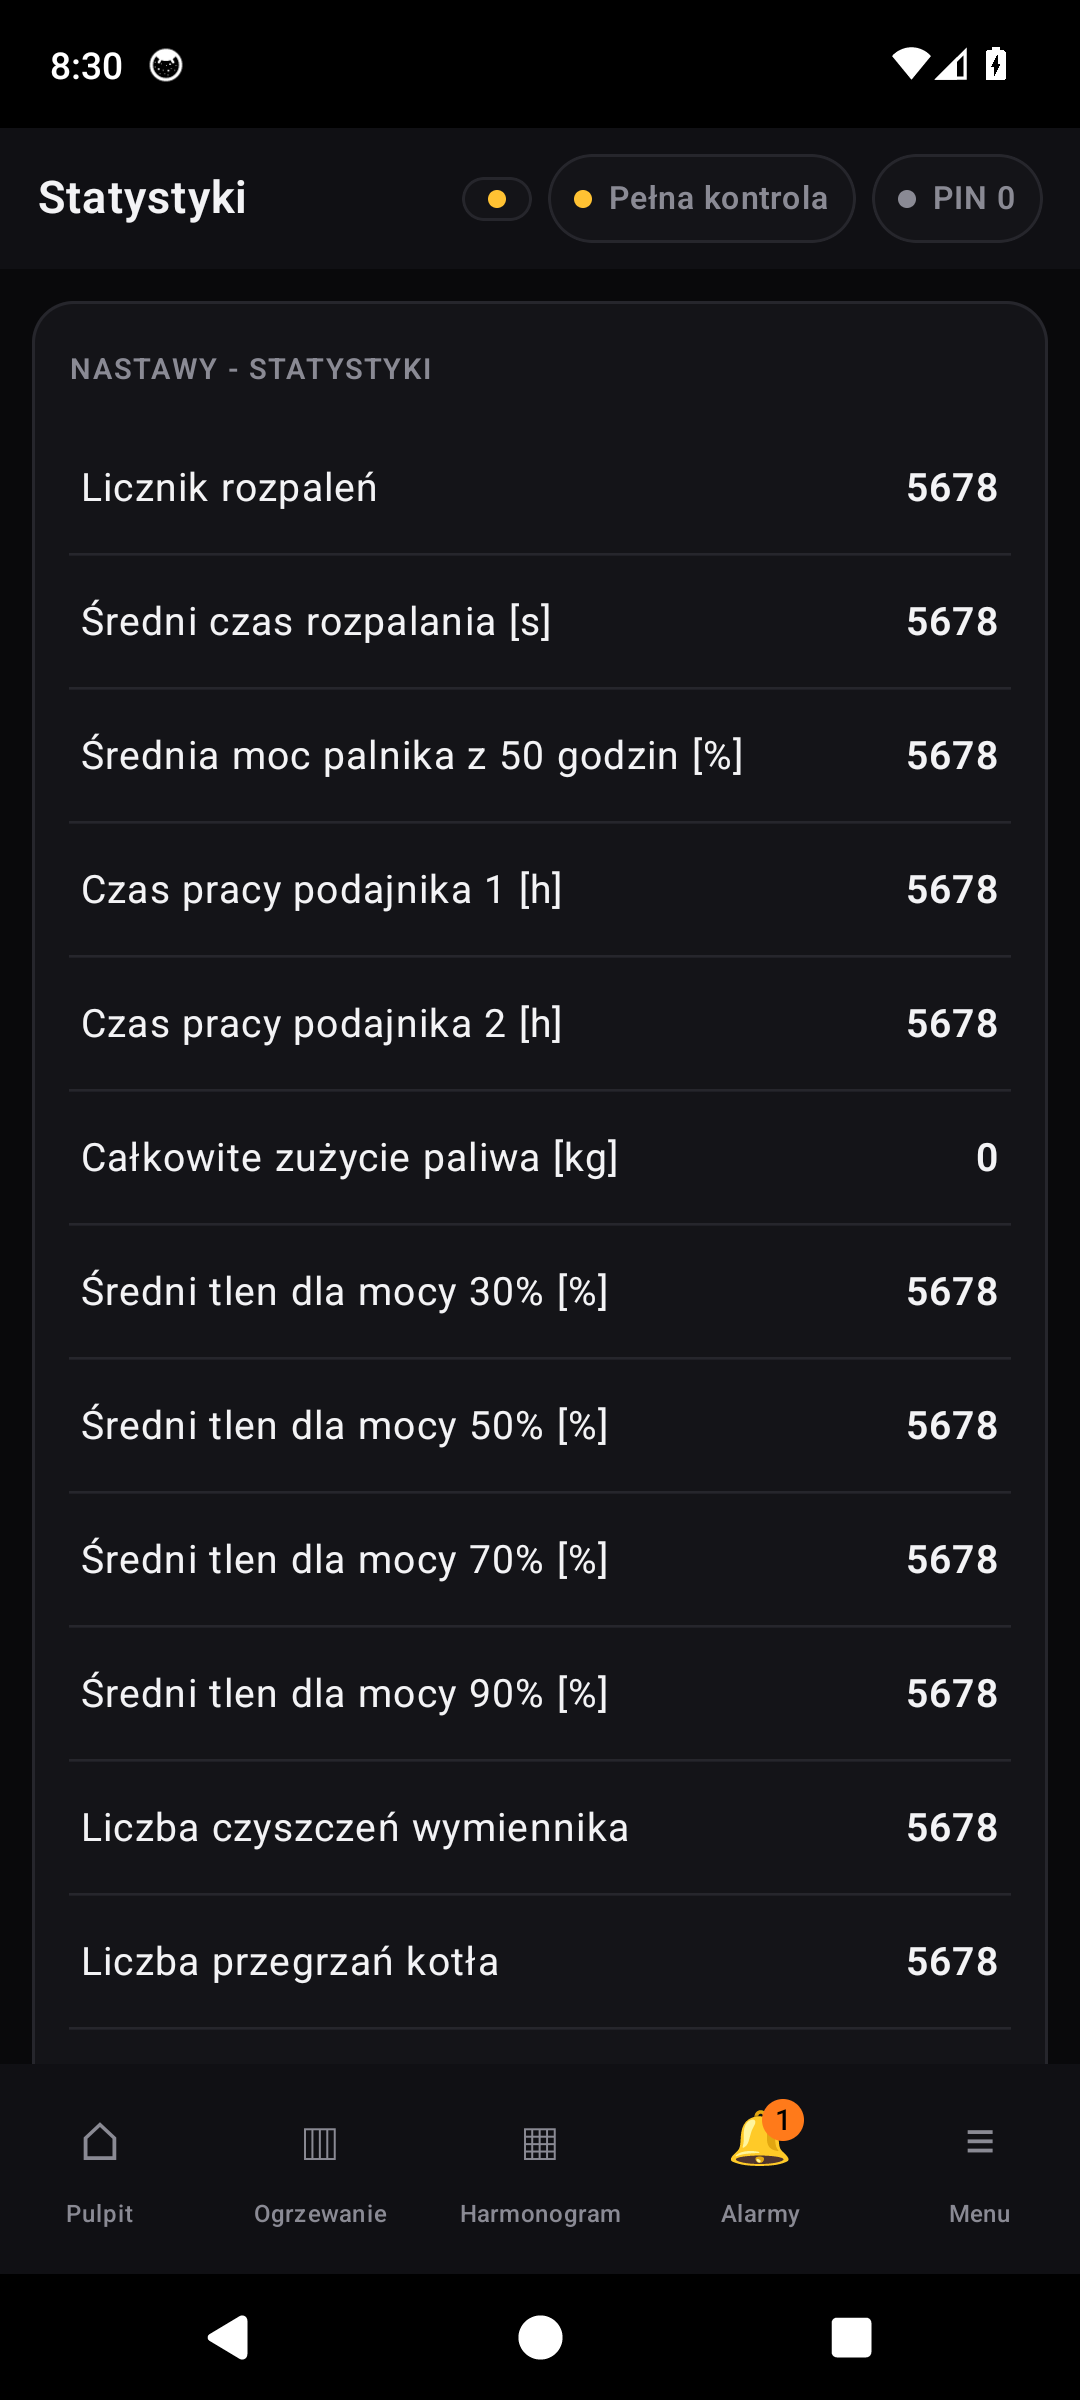 8:30
Statystyki
Pełna kontrola
PIN 0
NASTAWY - STATYSTYKI
Licznik rozpaleń 5678
Średni czas rozpalania [s] 5678
Średnia moc palnika z 50 godzin [%] 5678
Czas pracy podajnika 1 [h] 5678
Czas pracy podajnika 2 [h] 5678
Całkowite zużycie paliwa [kg] 0
Średni tlen dla mocy 30% [%] 5678
Średni tlen dla mocy 50% [%] 5678
Średni tlen dla mocy 70% [%] 5678
Średni tlen dla mocy 90% [%] 5678
Liczba czyszczeń wymiennika 5678
Liczba przegrzań kotła 5678
1
Pulpit
Ogrzewanie
Harmonogram
Alarmy
Menu